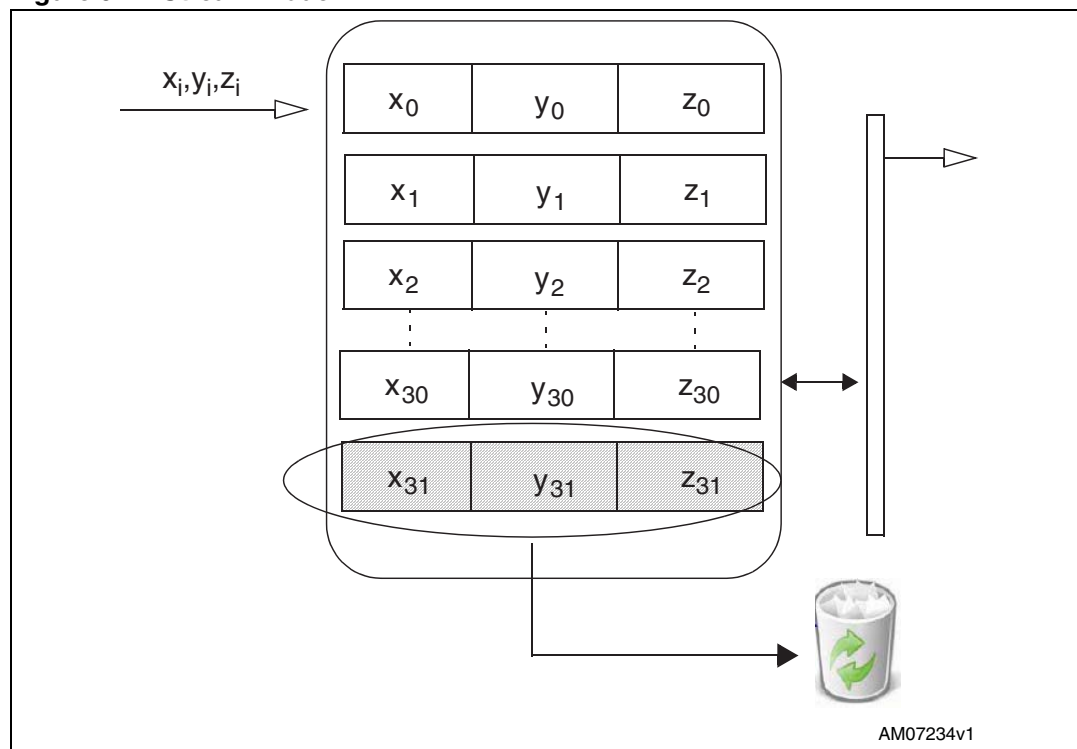 xᵢ,yᵢ,zᵢ
x₀ y₀ z₀
x₁ y₁ z₁
x₂ y₂ z₂
x₃₀ y₃₀ z₃₀
x₃₁ y₃₁ z₃₁
AM07234v1